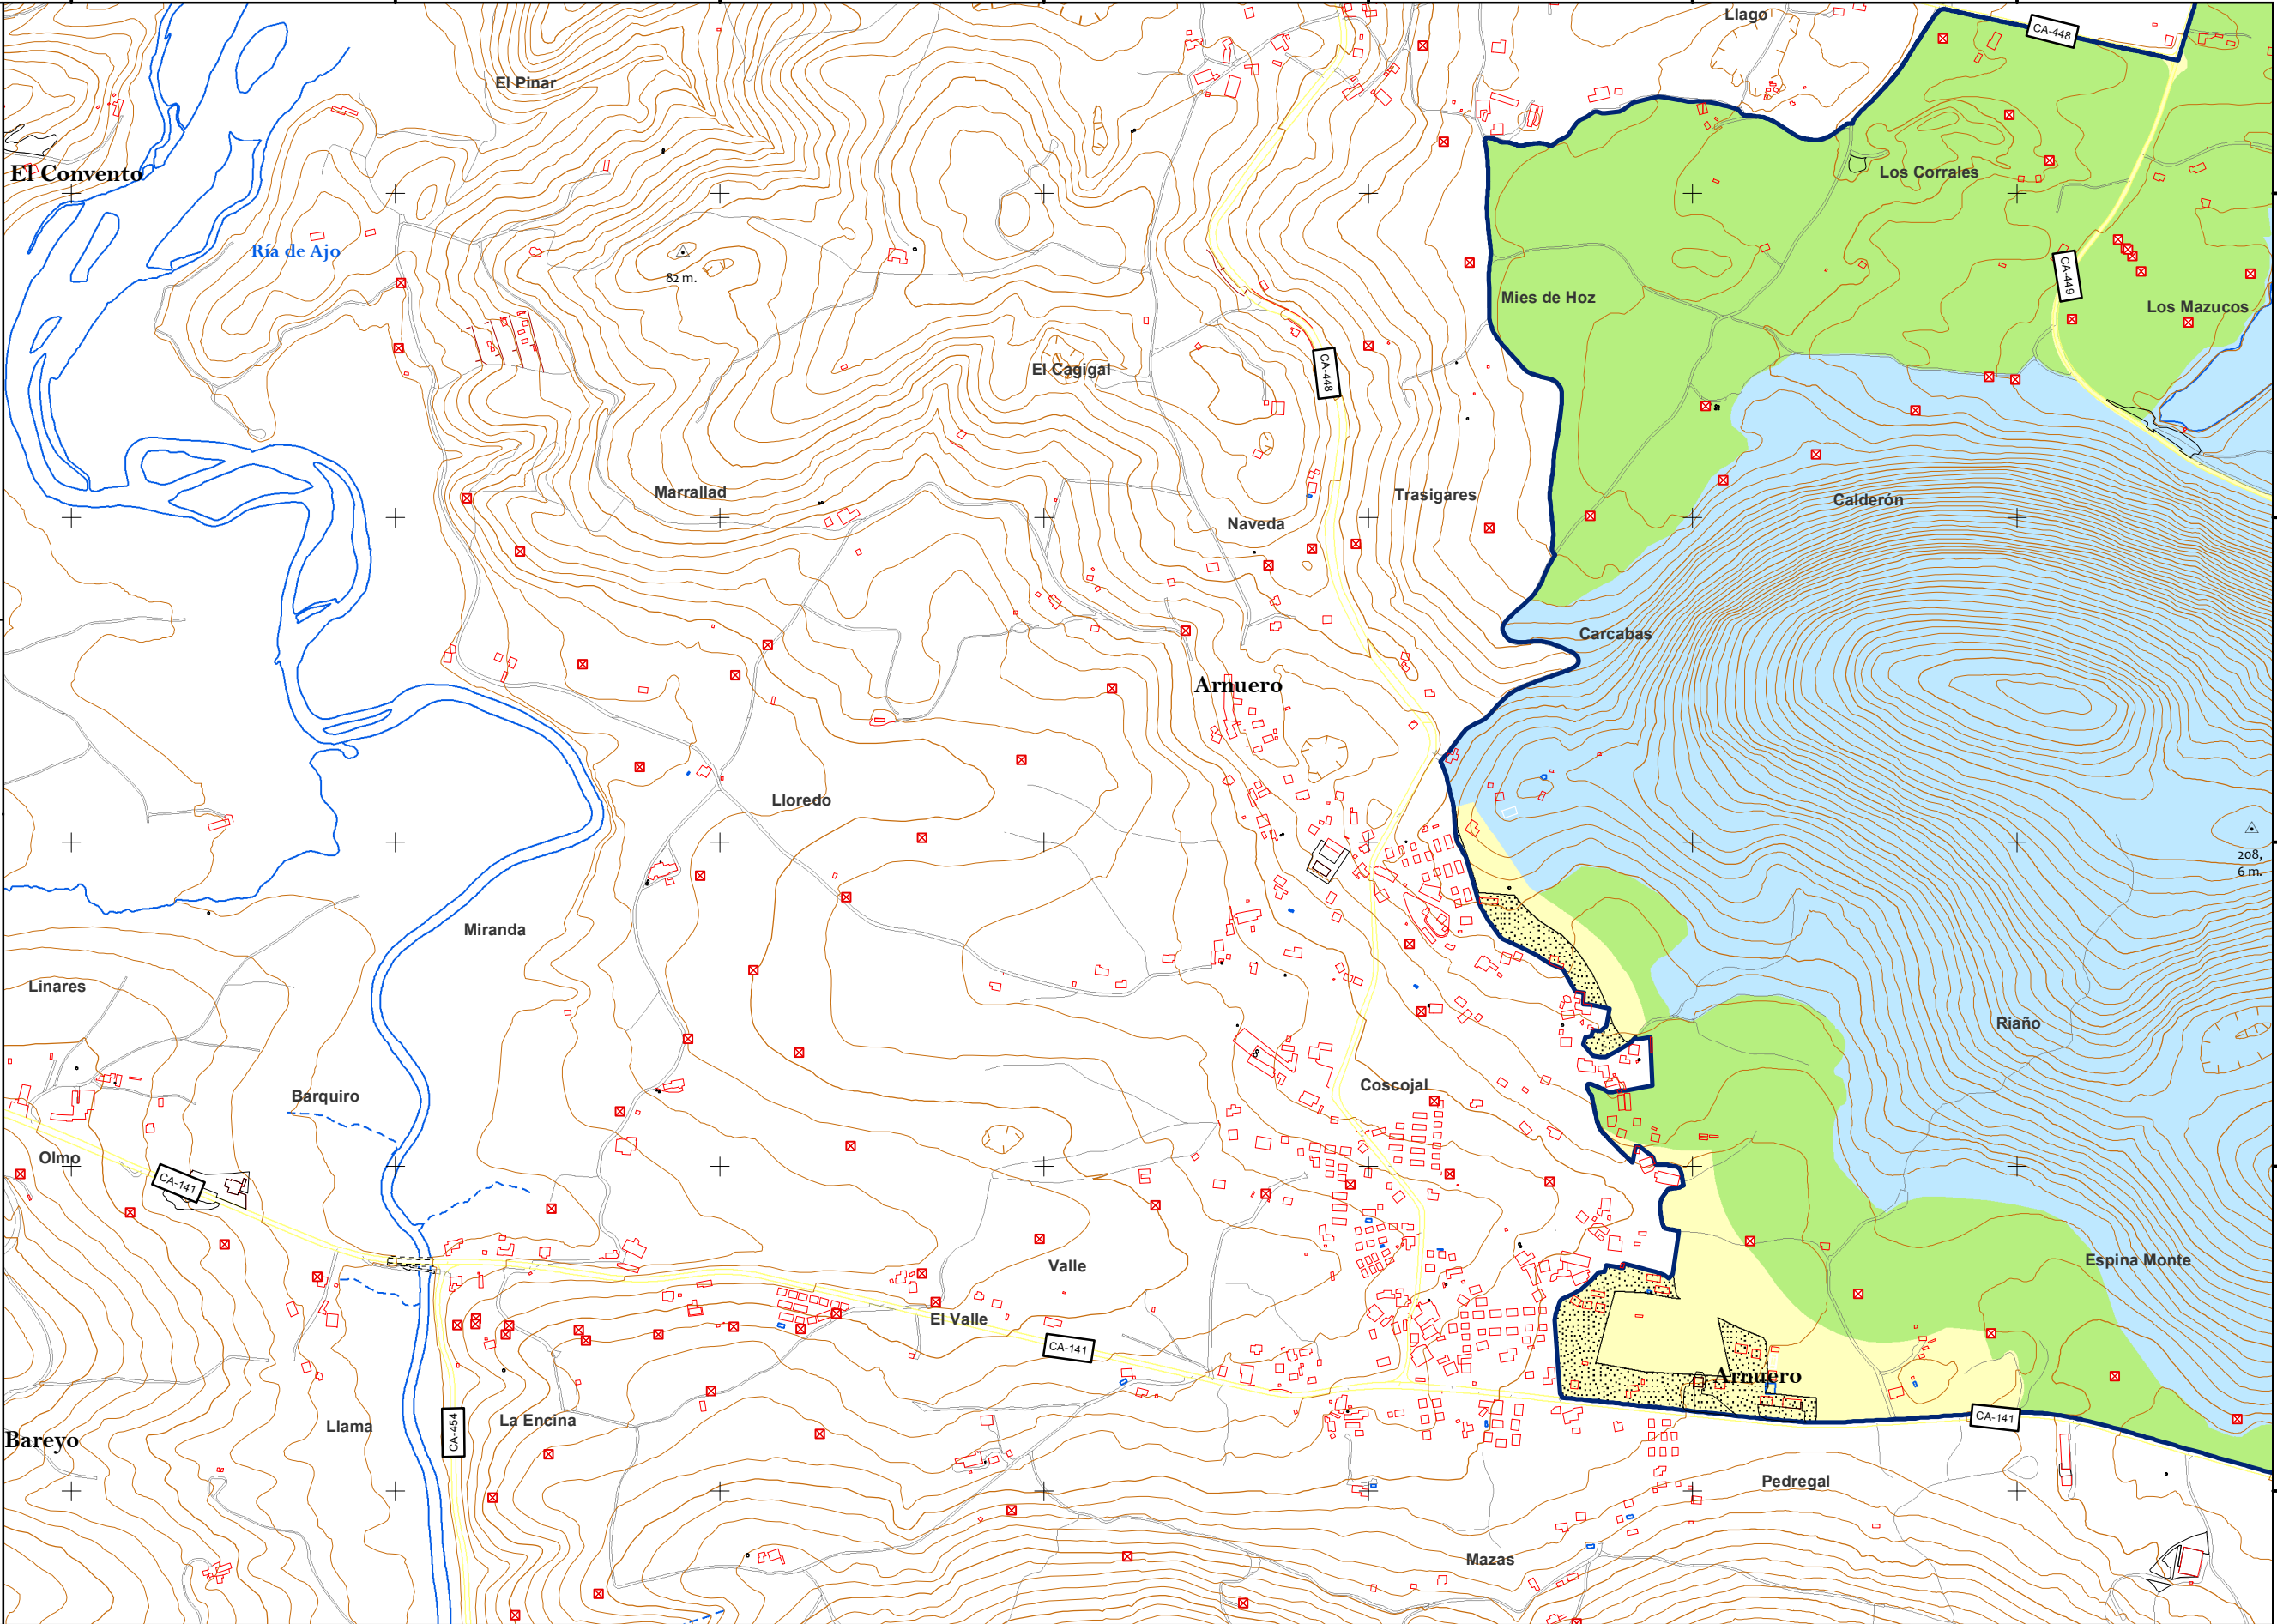 Llago
CA-448
El Pinar
El Convento
Los Corrales
Ría de Ajo
82 m.
CA-449
Mies de Hoz
Los Mazucos
El Cagigal
CA-448
Marrallad
Trasigares
Calderón
Naveda
Carcabas
Arnuero
Lloredo
208,
6 m.
Miranda
Linares
Riaño
Coscojal
Barquiro
Olmo
CA-141
Valle
Espina Monte
El Valle
CA-141
Arnuero
CA-141
La Encina
Llama
CA-454
Bareyo
Pedregal
Mazas